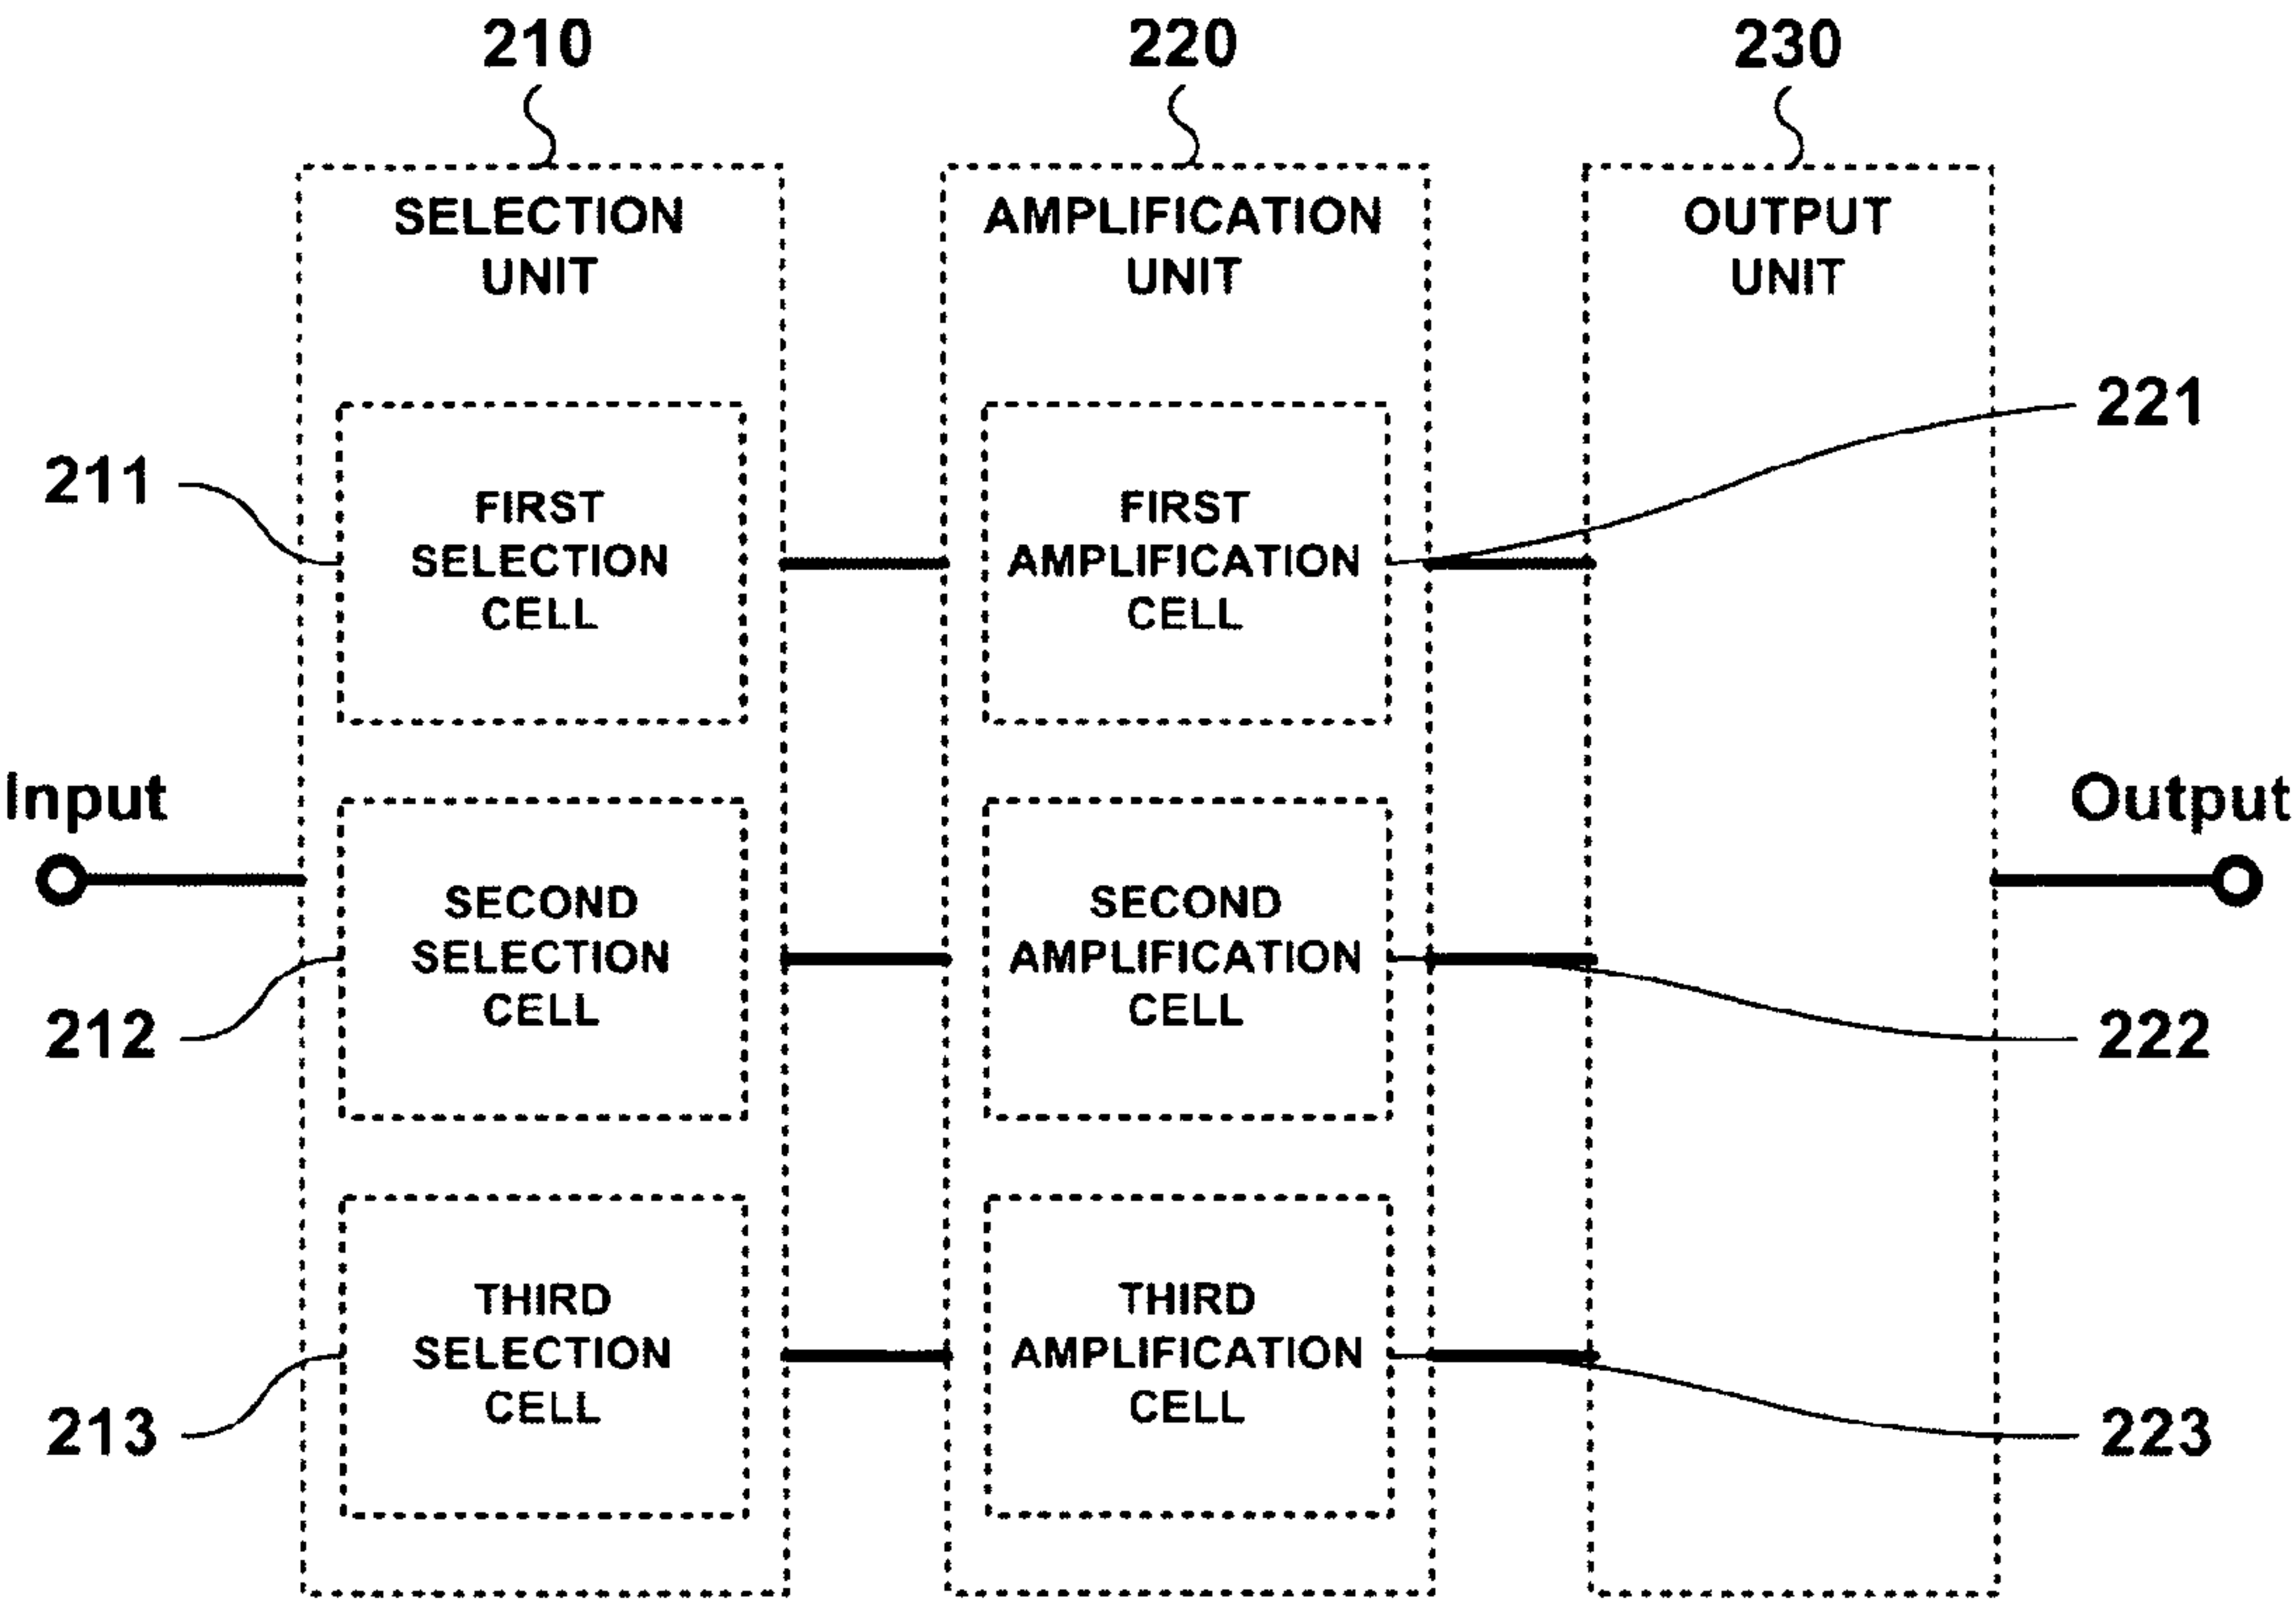 210
220
230
SELECTION
UNIT
AMPLIFICATION
UNIT
OUTPUT
UNIT
211
FIRST
SELECTION
CELL
FIRST
AMPLIFICATION
CELL
221
Input
Output
SECOND
SELECTION
CELL
SECOND
AMPLIFICATION
CELL
212
222
THIRD
SELECTION
CELL
THIRD
AMPLIFICATION
CELL
213
223